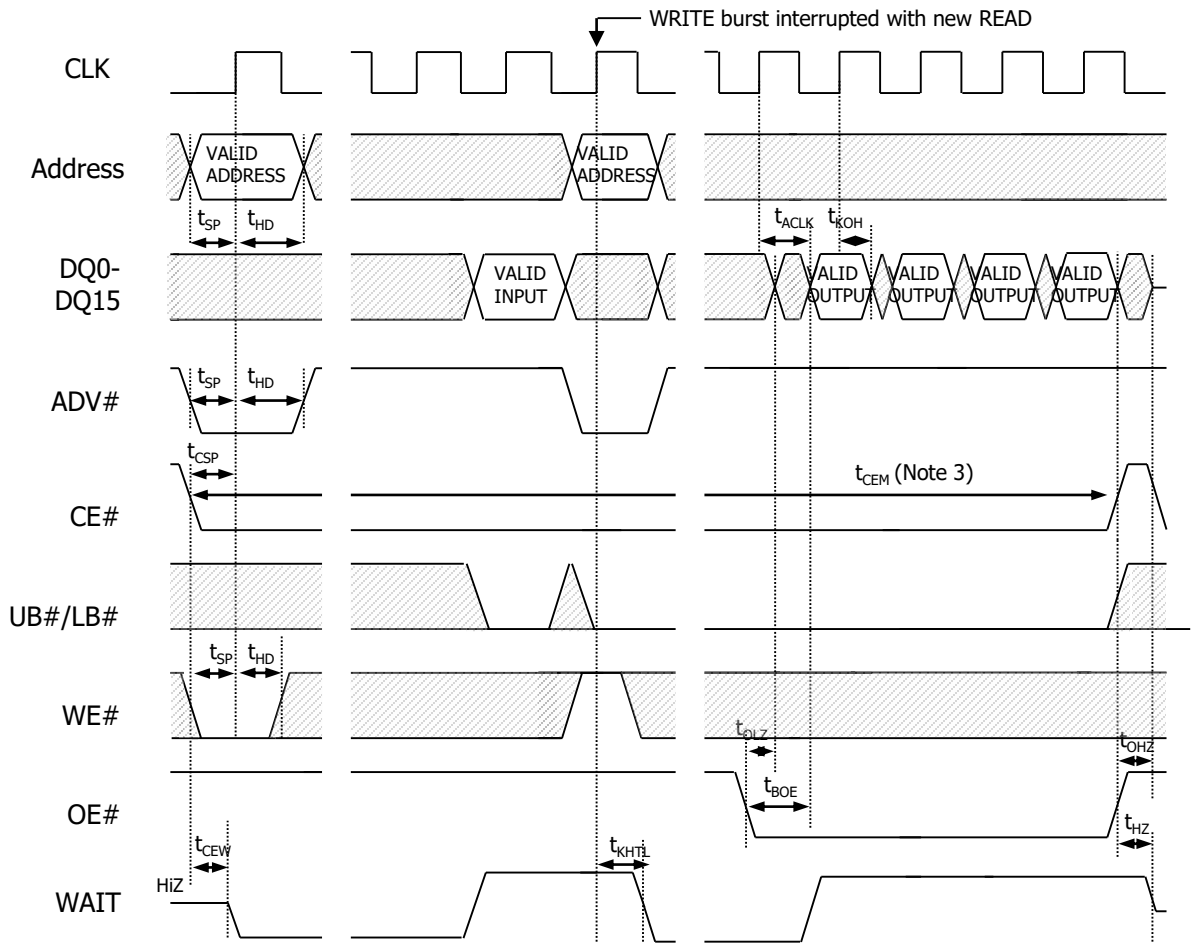 WRITE burst interrupted with new READ
CLK
Address
VALID
ADDRESS
VALID
ADDRESS
tSP
tHD
tACLK
tKOH
DQ0-
DQ15
VALID
INPUT
VALID
OUTPUT
VALID
OUTPUT
VALID
OUTPUT
VALID
OUTPUT
ADV#
tSP
tHD
tCSP
CE#
tCEM (Note 3)
UB#/LB#
tSP
tHD
WE#
tOLZ
tOHZ
OE#
tBOE
tHZ
tCEW
tKHTL
HiZ
WAIT